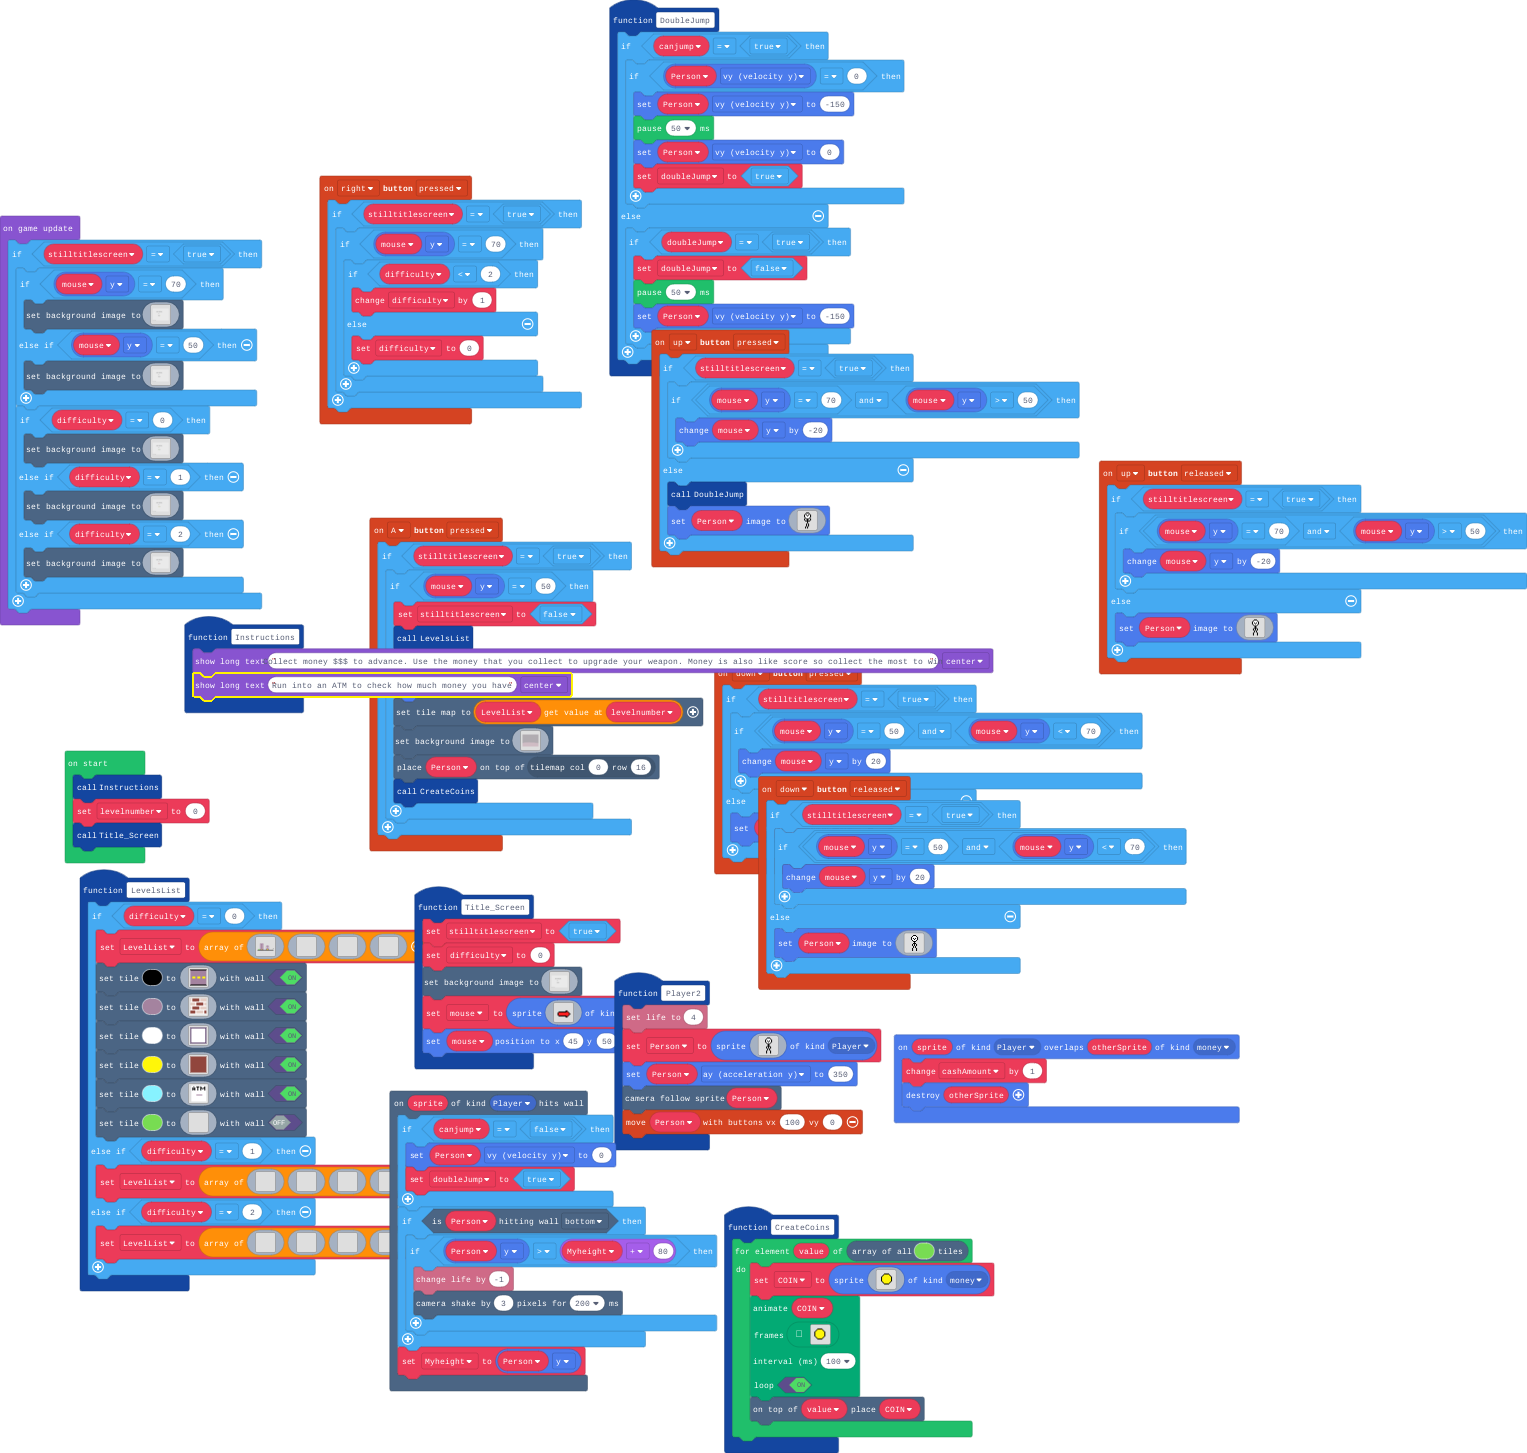 function DoubleJump
if canjump = true then
if Person vy (velocity y) = 0 then
set Person vy (velocity y) to -150
pause 50 ms
set Person vy (velocity y) to 0
set doubleJump to true
else
if doubleJump = true then
set doubleJump to false
pause 50 ms
set Person vy (velocity y) to -150
on right button pressed
if stilltitlescreen = true then
if mouse y = 70 then
if difficulty < 2 then
change difficulty by 1
else
set difficulty to 0
on game update
if stilltitlescreen = true then
if mouse y = 70 then
set background image to
else if mouse y = 50 then
set background image to
if difficulty = 0 then
set background image to
else if difficulty = 1 then
set background image to
else if difficulty = 2 then
set background image to
on up button pressed
if stilltitlescreen = true then
if mouse y = 70 and mouse y > 50 then
change mouse y by -20
else
call DoubleJump
set Person image to
on up button released
if stilltitlescreen = true then
if mouse y = 70 and mouse y > 50 then
change mouse y by -20
else
set Person image to
on A button pressed
if stilltitlescreen = true then
if mouse y = 50 then
set stilltitlescreen to false
call LevelsList
set tile map to LevelList get value at levelnumber
set background image to
place Person on top of tilemap col 0 row 16
call CreateCoins
function Instructions
show long text ollect money $$$ to advance. Use the money that you collect to upgrade your weapon. Money is also like score so collect the most to wi center
show long text Run into an ATM to check how much money you have center
on down button pressed
if stilltitlescreen = true then
if mouse y = 50 and mouse y < 70 then
change mouse y by 20
else
set
on down button released
if stilltitlescreen = true then
if mouse y = 50 and mouse y < 70 then
change mouse y by 20
else
set Person image to
on start
call Instructions
set levelnumber to 0
call Title_Screen
function LevelsList
if difficulty = 0 then
set LevelList to array of
set tile to with wall ON
set tile to with wall ON
set tile to with wall ON
set tile to with wall ON
set tile to ATM with wall ON
set tile to with wall OFF
else if difficulty = 1 then
set LevelList to array of
else if difficulty = 2 then
set LevelList to array of
function Title_Screen
set stilltitlescreen to true
set difficulty to 0
set background image to
set mouse to sprite of kin
set mouse position to x 45 y 50
function Player2
set life to 4
set Person to sprite of kind Player
set Person ay (acceleration y) to 350
camera follow sprite Person
move Person with buttons vx 100 vy 0
on sprite of kind Player overlaps otherSprite of kind money
change cashAmount by 1
destroy otherSprite
on sprite of kind Player hits wall
if canjump = false then
set Person vy (velocity y) to 0
set doubleJump to true
if is Person hitting wall bottom then
if Person y > Myheight + 80 then
change life by -1
camera shake by 3 pixels for 200 ms
set Myheight to Person y
function CreateCoins
for element value of array of all tiles
do
set COIN to sprite of kind money
animate COIN
frames
interval (ms) 100
loop ON
on top of value place COIN